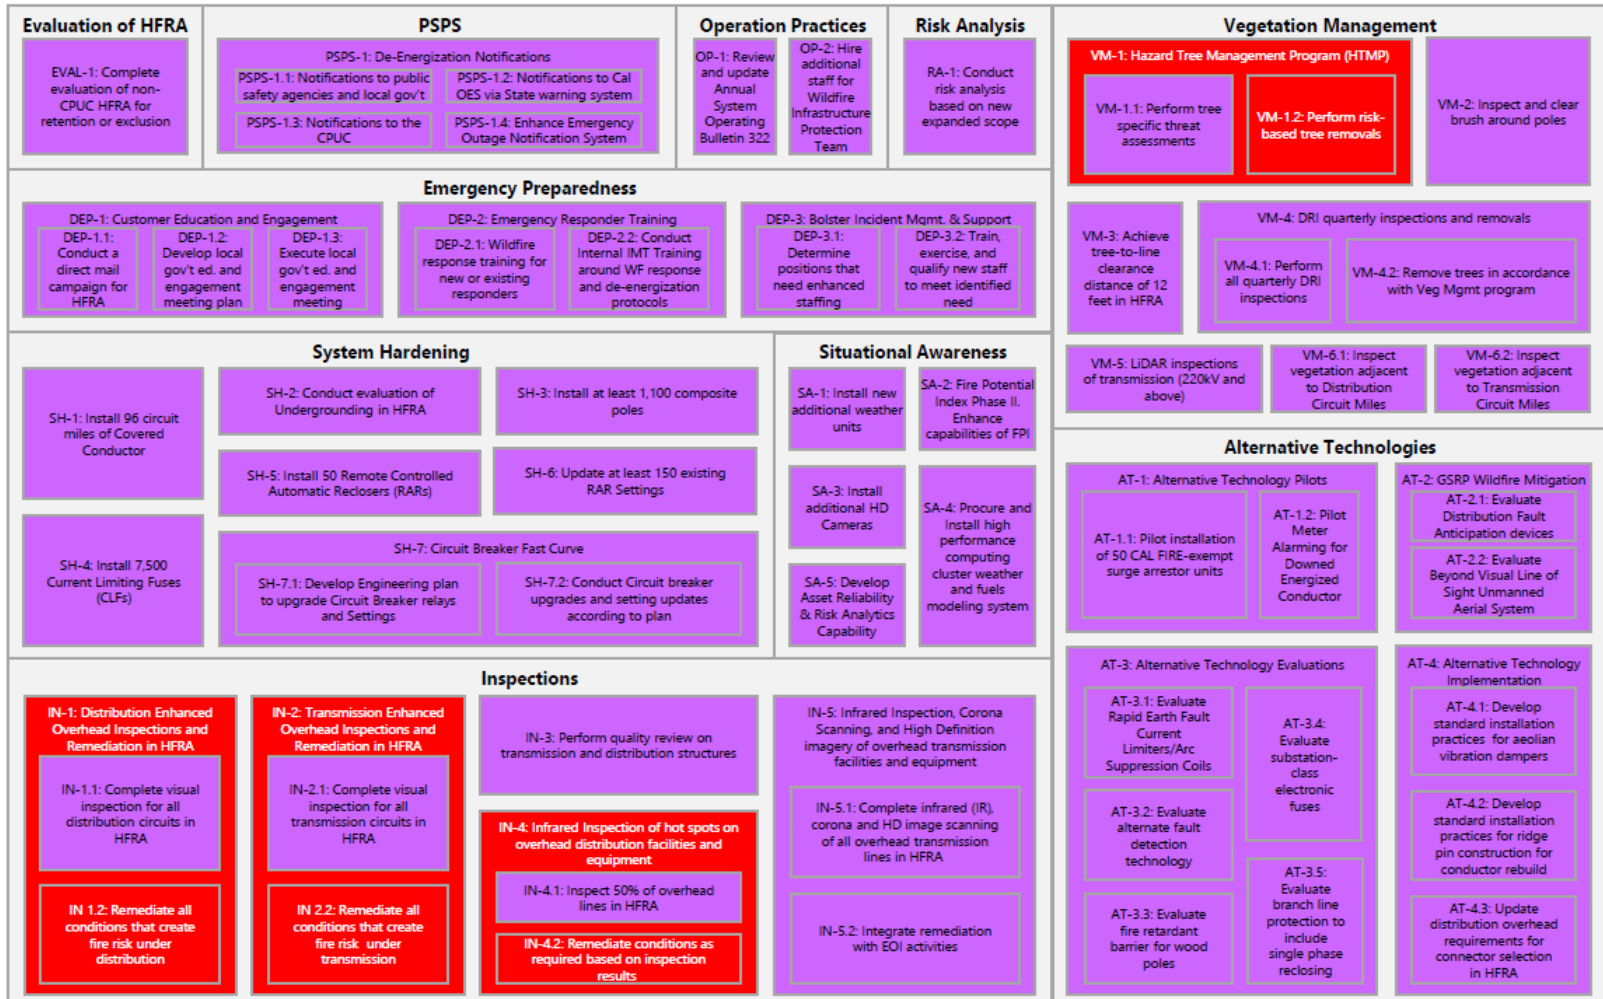 Evaluation of HFRA
EVAL-1: Complete
evaluation of non-
CPUC HFRA for
retention or exclusion
PSPS
PSPS-1: De-Energization Notifications
PSPS-1.1: Notifications to public
safety agencies and local gov't
PSPS-1.2: Notifications to Cal
OES via State warning system
PSPS-1.3: Notifications to the
CPUC
PSPS-1.4: Enhance Emergency
Outage Notification System
Operation Practices
OP-1: Review
and update
Annual
System
Operating
Bulletin 322
OP-2: Hire
additional
staff for
Wildfire
Infrastructure
Protection
Team
Risk Analysis
RA-1: Conduct
risk analysis
based on new
expanded scope
Vegetation Management
VM-1: Hazard Tree Management Program (HTMP)
VM-1.1: Perform tree
specific threat
assessments
VM-1.2: Perform risk-
based tree removals
VM-2: Inspect and clear
brush around poles
VM-3: Achieve
tree-to-line
clearance
distance of 12
feet in HFRA
VM-4: DRI quarterly inspections and removals
VM-4.1: Perform
all quarterly DRI
inspections
VM-4.2: Remove trees in accordance
with Veg Mgmt program
VM-5: LiDAR inspections
of transmission (220kV and
above)
VM-6.1: Inspect
vegetation adjacent
to Distribution
Circuit Miles
VM-6.2: Inspect
vegetation adjacent
to Transmission
Circuit Miles
Emergency Preparedness
DEP-1: Customer Education and Engagement
DEP-1.1:
Conduct a
direct mail
campaign for
HFRA
DEP-1.2:
Develop local
gov't ed. and
engagement
meeting plan
DEP-1.3:
Execute local
gov't ed. and
engagement
meeting
DEP-2: Emergency Responder Training
DEP-2.1: Wildfire
response training for
new or existing
responders
DEP-2.2: Conduct
Internal IMT Training
around WF response
and de-energization
protocols
DEP-3: Bolster Incident Mgmt. & Support
DEP-3.1:
Determine
positions that
need enhanced
staffing
DEP-3.2: Train,
exercise, and
qualify new staff
to meet identified
need
System Hardening
SH-1: Install 96 circuit
miles of Covered
Conductor
SH-2: Conduct evaluation of
Undergrounding in HFRA
SH-3: Install at least 1,100 composite
poles
SH-5: Install 50 Remote Controlled
Automatic Reclosers (RARs)
SH-6: Update at least 150 existing
RAR Settings
SH-4: Install 7,500
Current Limiting Fuses
(CLFs)
SH-7: Circuit Breaker Fast Curve
SH-7.1: Develop Engineering plan
to upgrade Circuit Breaker relays
and Settings
SH-7.2: Conduct Circuit breaker
upgrades and setting updates
according to plan
Situational Awareness
SA-1: Install new
additional weather
units
SA-2: Fire Potential
Index Phase II.
Enhance
capabilities of FPI
SA-3: Install
additional HD
Cameras
SA-4: Procure and
Install high
performance
computing
cluster weather
and fuels
modeling system
SA-5: Develop
Asset Reliability
& Risk Analytics
Capability
Alternative Technologies
AT-1: Alternative Technology Pilots
AT-1.1: Pilot installation
of 50 CAL FIRE-exempt
surge arrestor units
AT-1.2: Pilot
Meter
Alarming for
Downed
Energized
Conductor
AT-2: GSRP Wildfire Mitigation
AT-2.1: Evaluate
Distribution Fault
Anticipation devices
AT-2.2: Evaluate
Beyond Visual Line of
Sight Unmanned
Aerial System
AT-3: Alternative Technology Evaluations
AT-3.1: Evaluate
Rapid Earth Fault
Current
Limiters/Arc
Suppression Coils
AT-3.2: Evaluate
alternate fault
detection
technology
AT-3.3: Evaluate
fire retardant
barrier for wood
poles
AT-3.4:
Evaluate
substation-
class
electronic
fuses
AT-3.5:
Evaluate
branch line
protection to
include
single phase
reclosing
AT-4: Alternative Technology
Implementation
AT-4.1: Develop
standard installation
practices for aeolian
vibration dampers
AT-4.2: Develop
standard installation
practices for ridge
pin construction for
conductor rebuild
AT-4.3: Update
distribution overhead
requirements for
connector selection
in HFRA
Inspections
IN-1: Distribution Enhanced
Overhead Inspections and
Remediation in HFRA
IN-1.1: Complete visual
inspection for all
distribution circuits in
HFRA
IN 1.2: Remediate all
conditions that create
fire risk under
distribution
IN-2: Transmission Enhanced
Overhead Inspections and
Remediation in HFRA
IN-2.1: Complete visual
inspection for all
transmission circuits in
HFRA
IN 2.2: Remediate all
conditions that create
fire risk under
transmission
IN-3: Perform quality review on
transmission and distribution
structures
IN-4: Infrared Inspection of hot spots on
overhead distribution facilities and
equipment
IN-4.1: Inspect 50% of overhead
lines in HFRA
IN-4.2: Remediate conditions as
required based on inspection
results
IN-5: Infrared Inspection, Corona
Scanning, and High Definition
imagery of overhead transmission
facilities and equipment
IN-5.1: Complete infrared (IR),
corona and HD image scanning
of all overhead transmission
lines in HFRA
IN-5.2: Integrate remediation
with EOI activities